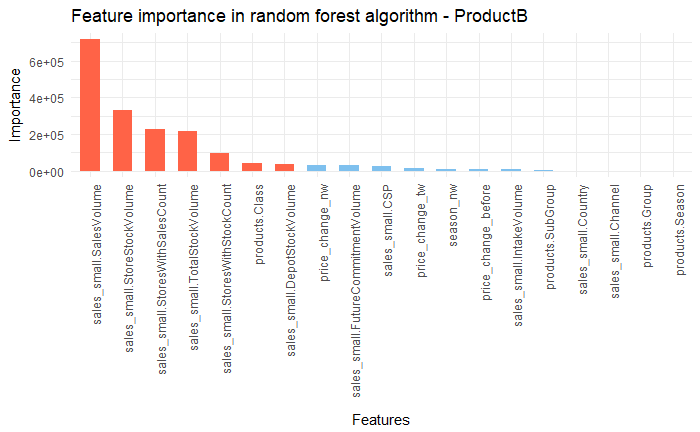 Feature importance in random forest algorithm - ProductB
Importance
6e+05
4e+05
2e+05
0e+00
sales_small.SalesVolume
sales_small.StoreStockVolume
sales_small.StoresWithSalesCount
sales_small.TotalStockVolume
sales_small.StoresWithStockCount
products.Class
sales_small.DepotStockVolume
price_change_nw
sales_small.FutureCommitmentVolume
sales_small.CSP
price_change_tw
season_nw
price_change_before
sales_small.IntakeVolume
products.SubGroup
sales_small.Country
sales_small.Channel
products.Group
products.Season
Features